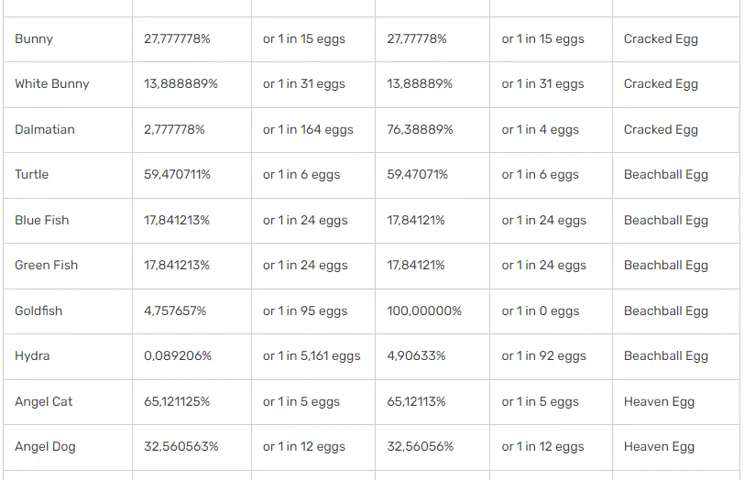 Bunny 27,777778% or 1 in 15 eggs 27,77778% or 1 in 15 eggs Cracked Egg
White Bunny 13,888889% or 1 in 31 eggs 13,88889% or 1 in 31 eggs Cracked Egg
Dalmatian 2,777778% or 1 in 164 eggs 76,38889% or 1 in 4 eggs Cracked Egg
Turtle 59,470711% or 1 in 6 eggs 59,47071% or 1 in 6 eggs Beachball Egg
Blue Fish 17,841213% or 1 in 24 eggs 17,84121% or 1 in 24 eggs Beachball Egg
Green Fish 17,841213% or 1 in 24 eggs 17,84121% or 1 in 24 eggs Beachball Egg
Goldfish 4,757657% or 1 in 95 eggs 100,00000% or 1 in 0 eggs Beachball Egg
Hydra 0,089206% or 1 in 5,161 eggs 4,90633% or 1 in 92 eggs Beachball Egg
Angel Cat 65,121125% or 1 in 5 eggs 65,12113% or 1 in 5 eggs Heaven Egg
Angel Dog 32,560563% or 1 in 12 eggs 32,56056% or 1 in 12 eggs Heaven Egg